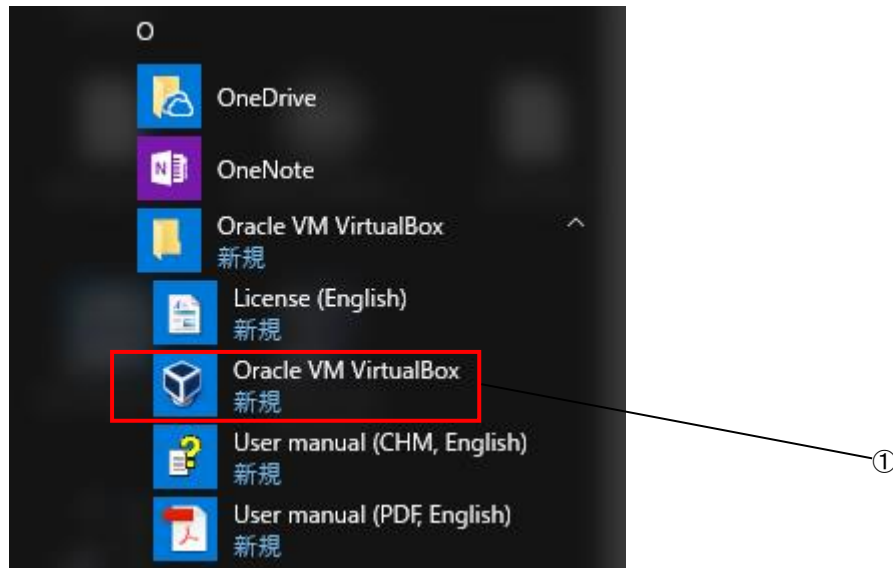 O
OneDrive
OneNote
Oracle VM VirtualBox
新規
License (English)
新規
Oracle VM VirtualBox
新規
①
User manual (CHM, English)
新規
User manual (PDF, English)
新規